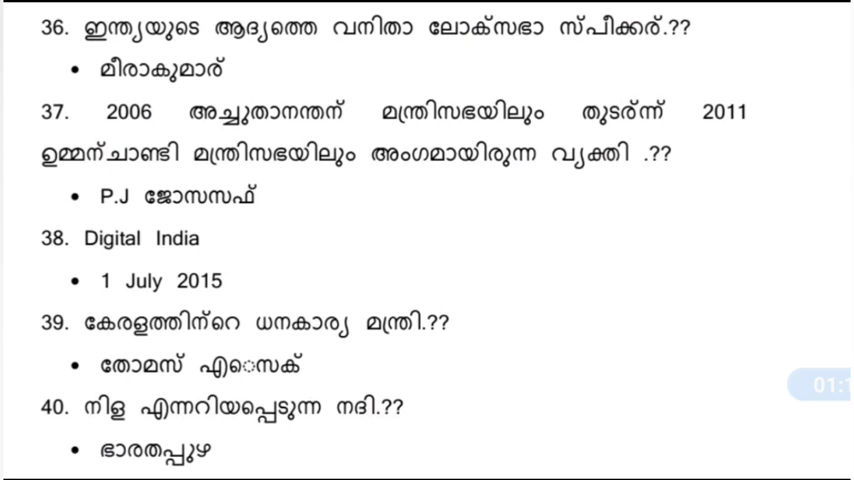 36. ഇന്ത്യയുടെ ആദ്യത്തെ വനിതാ ലോക്സഭാ സ്പീക്കര്.??
• മീരാകുമാര്
37. 2006 അച്ചുതാനന്തന് മന്ത്രിസഭയിലും തുടര്ന്ന് 2011
ഉമ്മന്ചാണ്ടി മന്ത്രിസഭയിലും അംഗമായിരുന്ന വ്യക്തി .??
• P.J ജോസസഫ്
38. Digital India
• 1 July 2015
39. കേരളത്തിന്റെ ധനകാര്യ മന്ത്രി.??
• തോമസ് എെസക്
40. നിള എന്നറിയപ്പെടുന്ന നദി.??
• ഭാരതപ്പുഴ